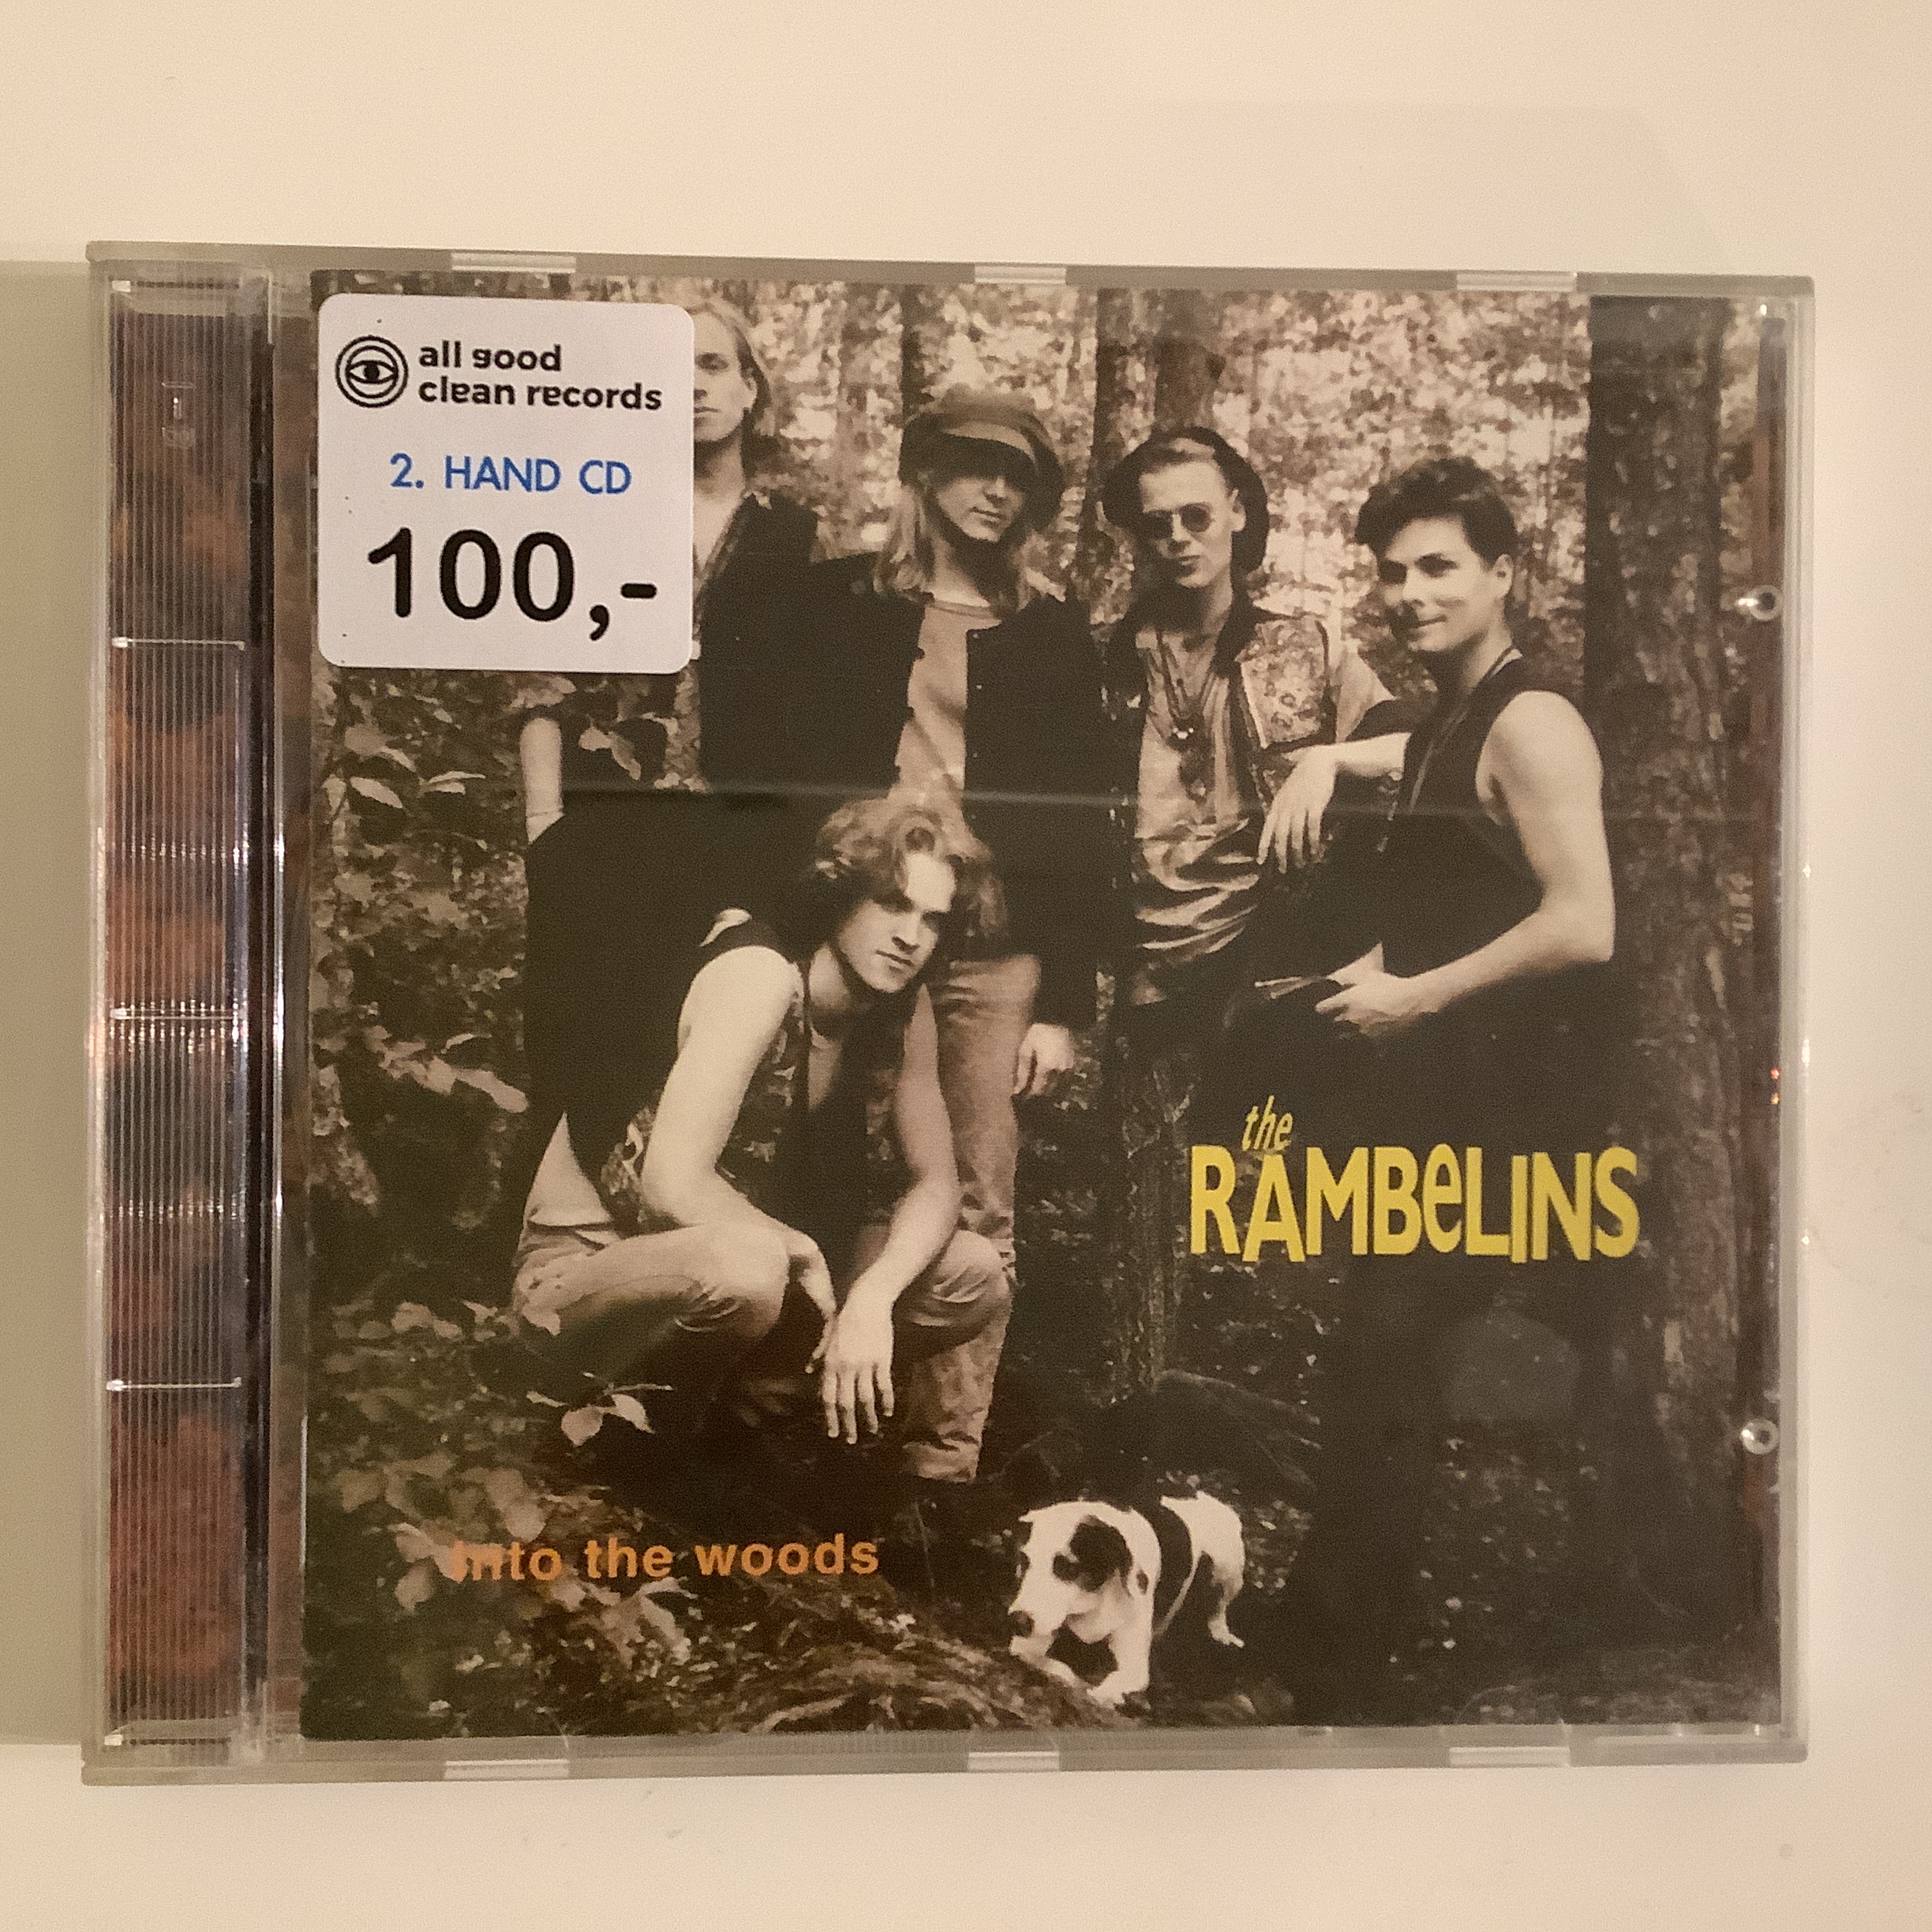 all good
clean records
2. HAND CD
100,-
the
RAMBeLINS
into the woods